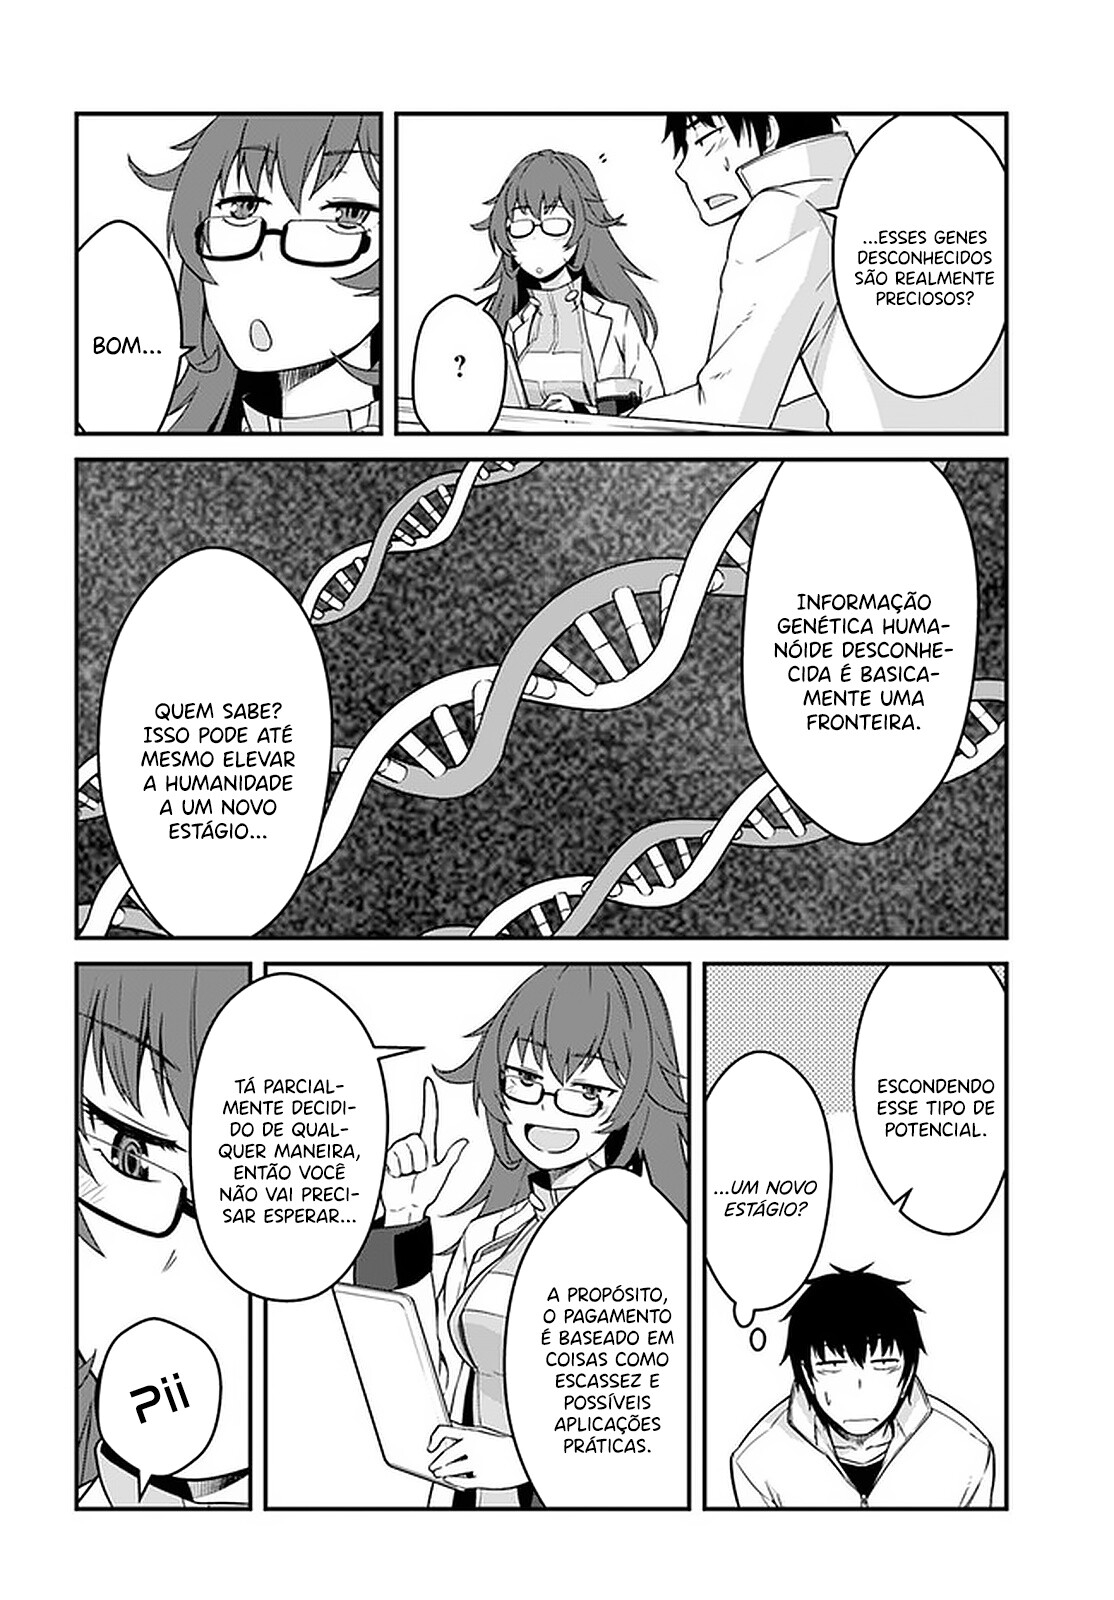 ...ESSES GENES
DESCONHECIDOS
SÃO REALMENTE
PRECIOSOS?
?
BOM...
INFORMAÇÃO
GENÉTICA HUMA-
NÓIDE DESCONHE-
CIDA É BASICA-
MENTE UMA
FRONTEIRA.
QUEM SABE?
ISSO PODE ATÉ
MESMO ELEVAR
A HUMANIDADE
A UM NOVO
ESTÁGIO...
ESCONDENDO
ESSE TIPO DE
POTENCIAL.
...UM NOVO
ESTÁGIO?
A PROPÓSITO,
O PAGAMENTO
É BASEADO EM
COISAS COMO
ESCASSEZ E
POSSÍVEIS
APLICAÇÕES
PRÁTICAS.
TÁ PARCIAL-
MENTE DECIDI-
DO DE QUAL-
QUER MANEIRA,
ENTÃO VOCÊ
NÃO VAI PRECI-
SAR ESPERAR...
Pii